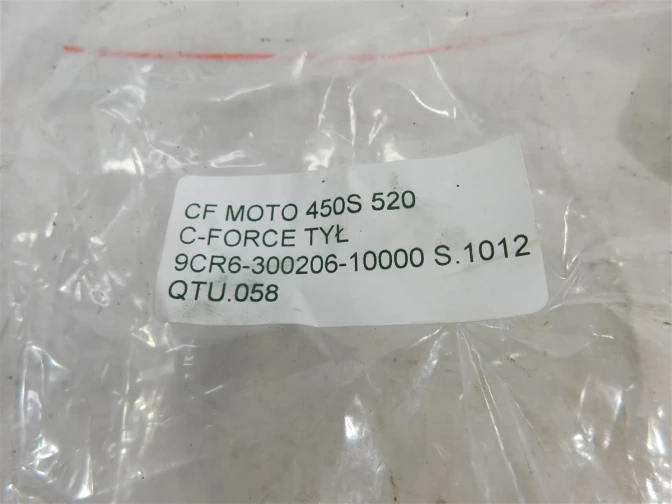 CF MOTO 450S 520
C-FORCE TYŁ
9CR6-300206-10000 S.1012
QTU.058